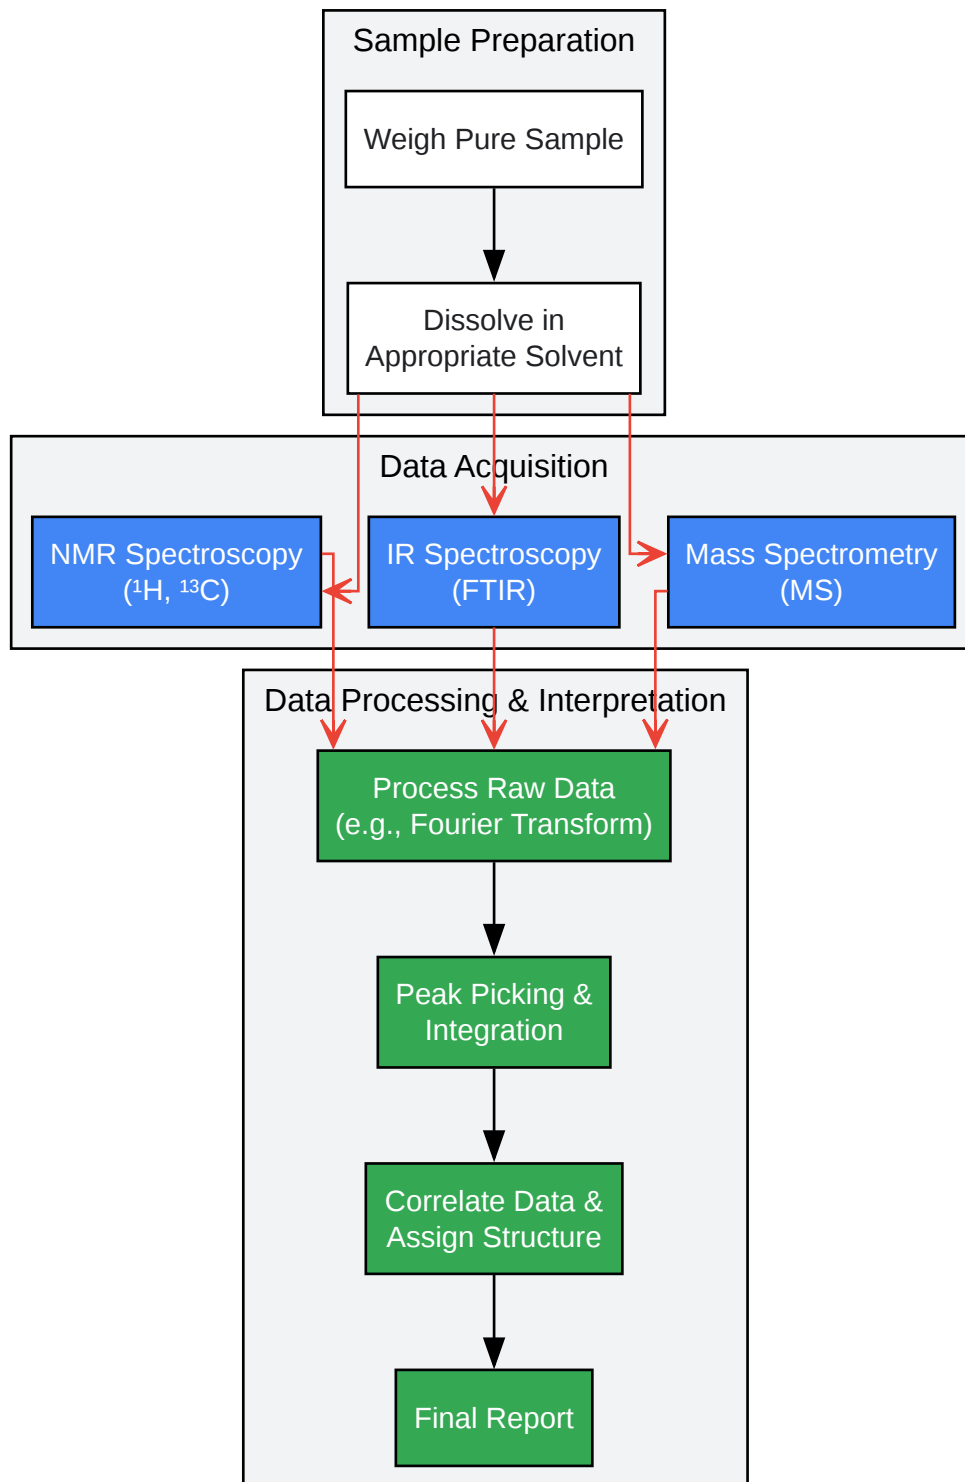 Sample Preparation
Weigh Pure Sample
Dissolve in
Appropriate Solvent
Data Acquisition
NMR Spectroscopy
(¹H, ¹³C)
IR Spectroscopy
(FTIR)
Mass Spectrometry
(MS)
Data Processing & Interpretation
Process Raw Data
(e.g., Fourier Transform)
Peak Picking &
Integration
Correlate Data &
Assign Structure
Final Report